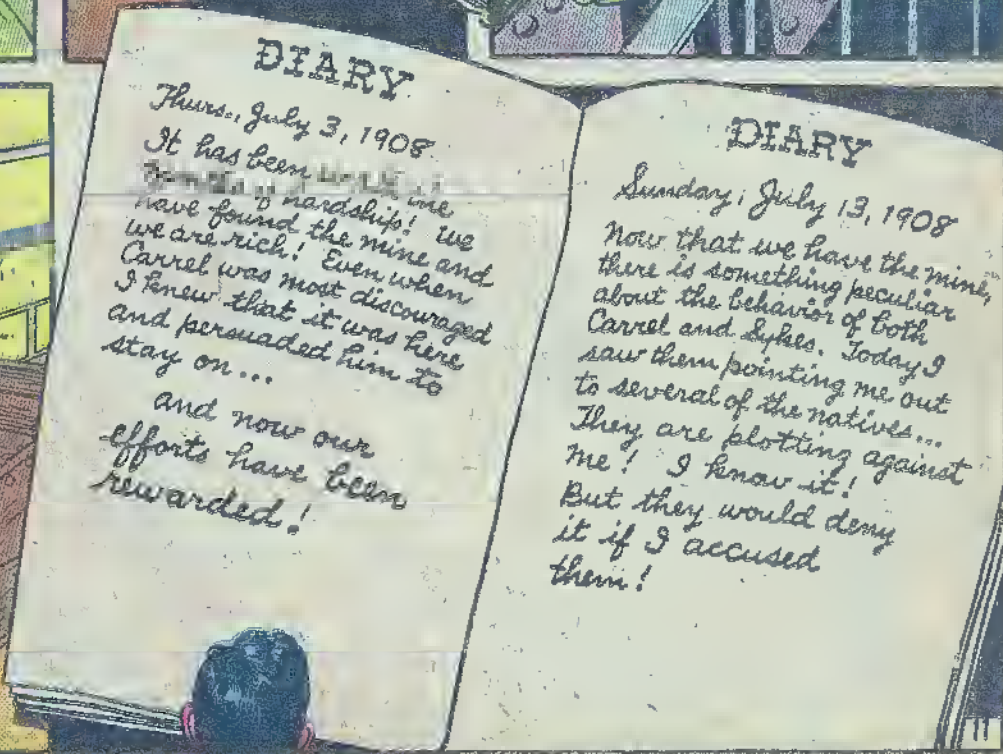 DIARY
Thurs., July 3, 1908
It has been
hardship! We
have found the mine and
we are rich! Even when
Carrel was most discouraged
I knew that it was here
and persuaded him to
stay on...
and now our
efforts have been
rewarded!
DIARY
Sunday, July 13, 1908
Now that we have the mine,
there is something peculiar
about the behavior of both
Carrel and Sykes. Today I
saw them pointing me out
to several of the natives...
They are plotting against
me! I know it!
But they would deny
it if I accused
them!
11